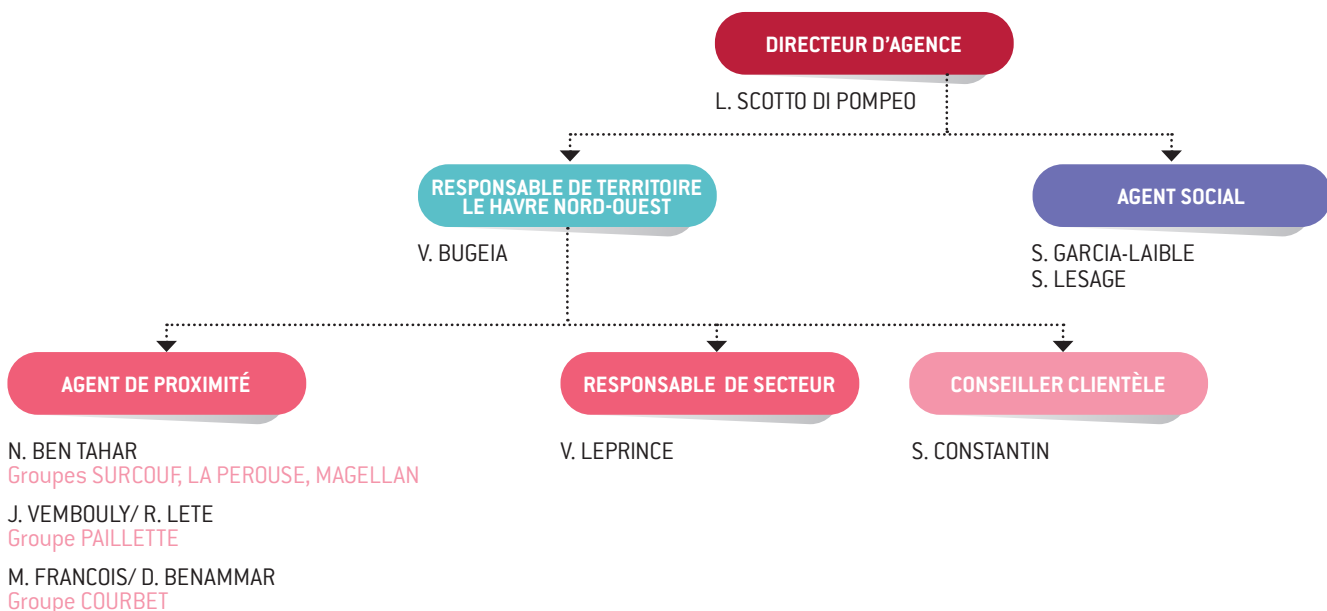 DIRECTEUR D'AGENCE
L. SCOTTO DI POMPEO
RESPONSABLE DE TERRITOIRE
LE HAVRE NORD-OUEST
V. BUGEIA
AGENT SOCIAL
S. GARCIA-LAIBLE
S. LESAGE
AGENT DE PROXIMITÉ
N. BEN TAHAR
Groupes SURCOUF, LA PEROUSE, MAGELLAN
J. VEMBOULY/ R. LETE
Groupe PAILLETTE
M. FRANCOIS/ D. BENAMMAR
Groupe COURBET
RESPONSABLE DE SECTEUR
V. LEPRINCE
CONSEILLER CLIENTÈLE
S. CONSTANTIN